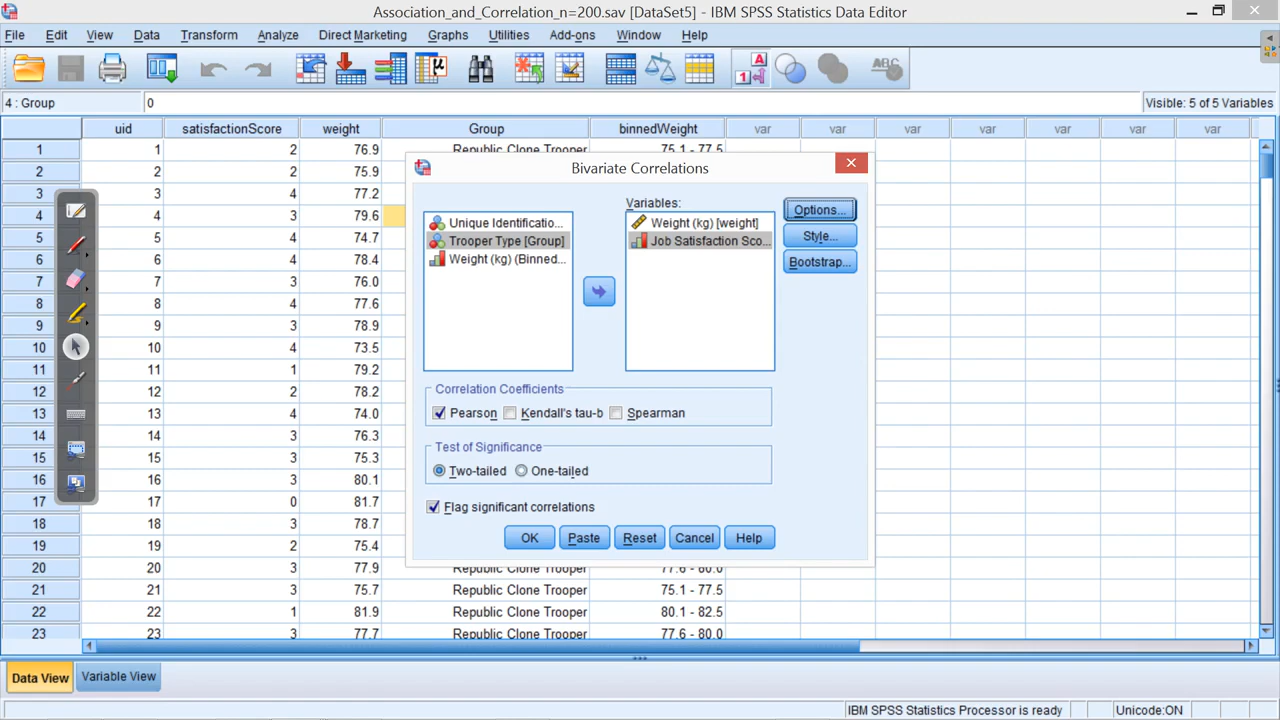 Association_and_Correlation_n=200.sav [DataSet5] - IBM SPSS Statistics Data Editor
File Edit View Data Transform Analyze Direct Marketing Graphs Utilities Add-ons Window Help
4 : Group 0 Visible: 5 of 5 Variables
uid satisfactionScore weight Group binnedWeight var var var var var var var
1 1 2 76.9 Republic Clone Trooper 75.1 - 77.5
2 2 2 75.9
3 3 4 77.2
4 4 3 79.6
5 5 4 74.7
6 6 4 78.4
7 7 3 76.0
8 8 4 77.6
9 9 3 78.9
10 10 4 73.5
11 11 1 79.2
12 12 2 78.2
13 13 4 74.0
14 14 3 76.3
15 15 3 75.3
16 16 3 80.1
17 17 0 81.7
18 18 3 78.7
19 19 2 75.4
20 20 3 77.9 Republic Clone Trooper 77.6 - 80.0
21 21 3 75.7 Republic Clone Trooper 75.1 - 77.5
22 22 1 81.9 Republic Clone Trooper 80.1 - 82.5
23 23 3 77.7 Republic Clone Trooper 77.6 - 80.0
Bivariate Correlations
Variables:
Unique Identificatio...
Trooper Type [Group]
Weight (kg) (Binned...
Weight (kg) [weight]
Job Satisfaction Sco...
Options...
Style...
Bootstrap...
Correlation Coefficients
Pearson Kendall's tau-b Spearman
Test of Significance
Two-tailed One-tailed
Flag significant correlations
OK Paste Reset Cancel Help
Data View Variable View
IBM SPSS Statistics Processor is ready Unicode:ON